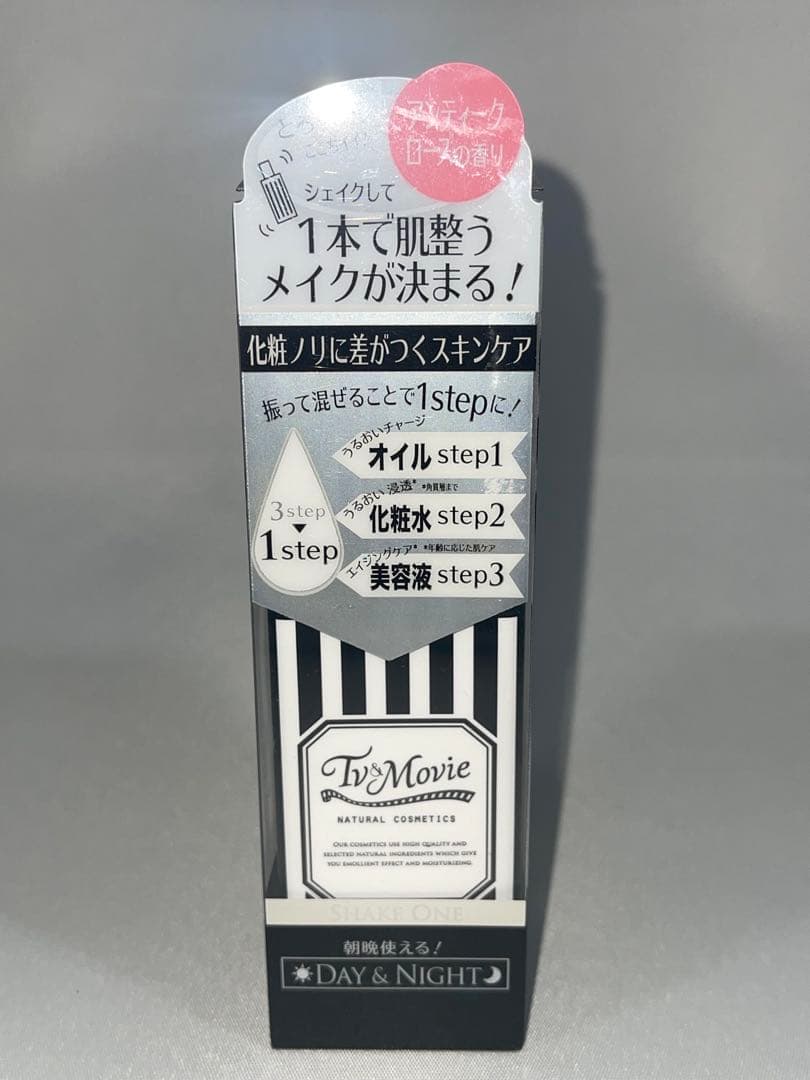 アンティーク
ローズの香り
シェイクして
1本で肌整う
メイクが決まる!
化粧ノリに差がつくスキンケア
振って混ぜることで1stepに!
うるおいチャージ
オイル step1
うるおい 浸透* *角質層まで
化粧水 step2
3step
1step
エイジングケア* *年齢に応じた肌ケア
美容液 step3
Tv&Movie
NATURAL COSMETICS
OUR COSMETICS USE HIGH QUALITY AND
SELECTED NATURAL INGREDIENTS WHICH GIVE
YOU EMOLLIENT EFFECT AND MOISTURIZING.
SHAKE ONE
朝晩使える!
DAY & NIGHT